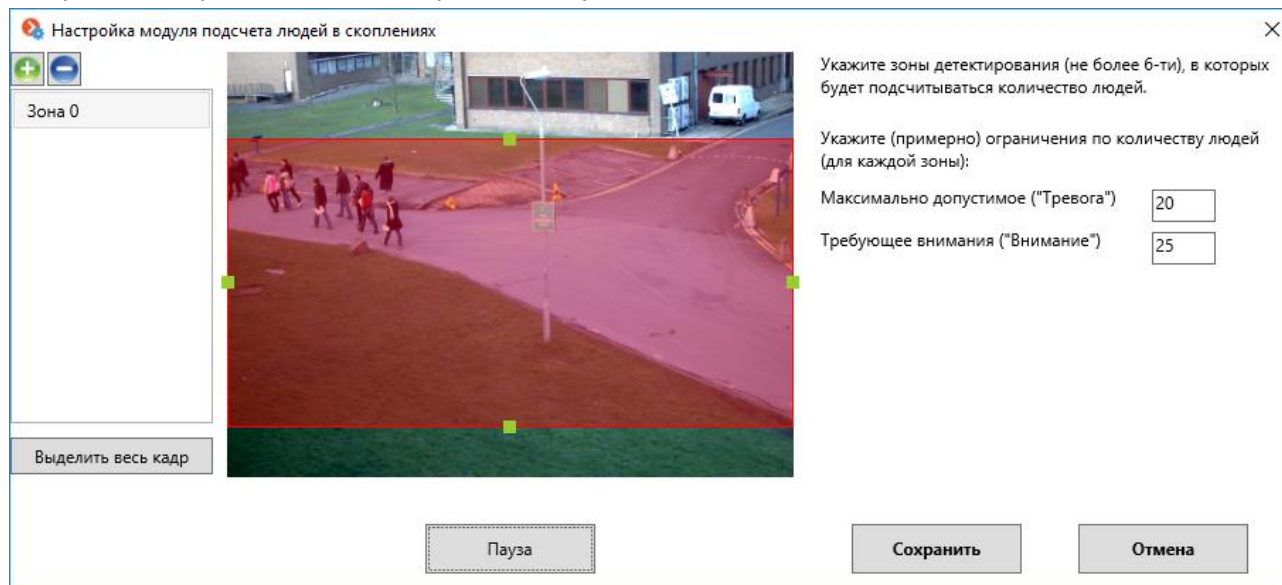 Настройка модуля подсчета людей в скоплениях
Зона 0
Выделить весь кадр
Укажите зоны детектирования (не более 6-ти), в которых
будет подсчитываться количество людей.
Укажите (примерно) ограничения по количеству людей
(для каждой зоны):
Максимально допустимое ("Тревога") 20
Требующее внимания ("Внимание") 25
Пауза
Сохранить
Отмена